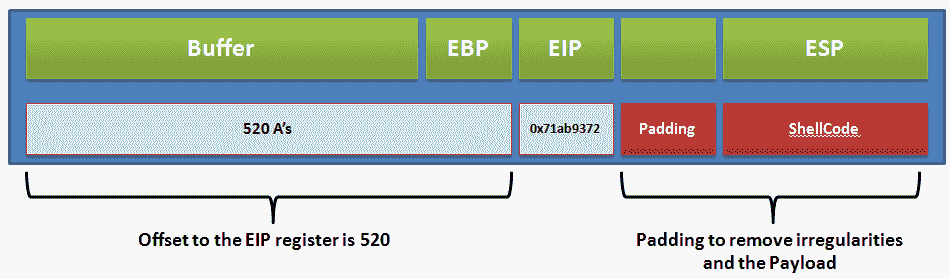 Buffer EBP EIP ESP
520 A's 0x71ab9372 Padding ShellCode
Offset to the EIP register is 520
Padding to remove irregularities
and the Payload